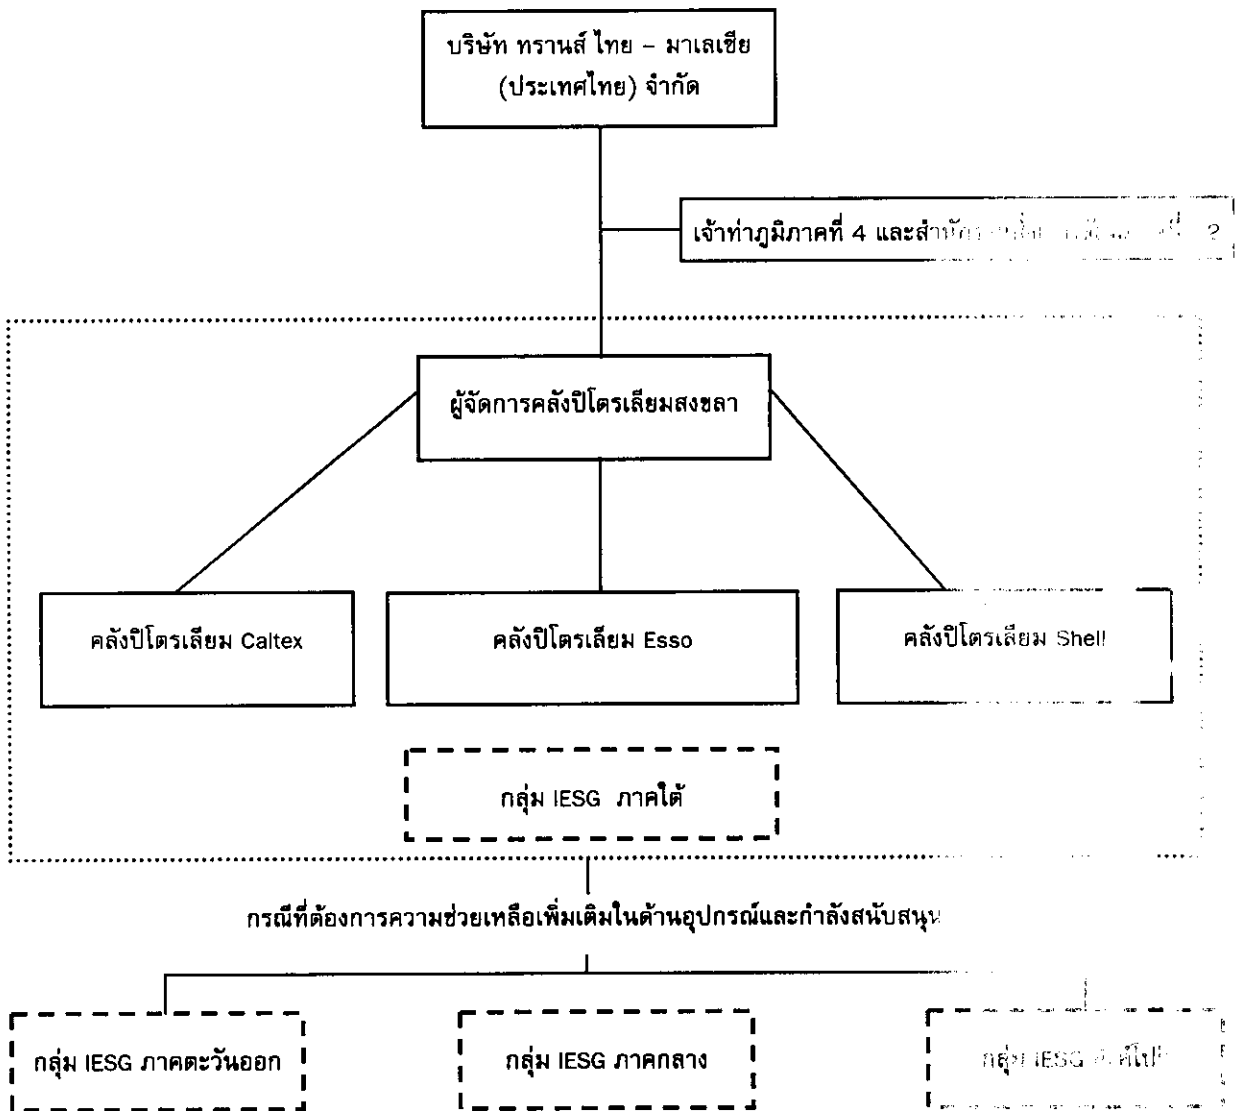 บริษัท ทรานส์ ไทย – มาเลเซีย
(ประเทศไทย) จำกัด
เจ้าท่าภูมิภาคที่ 4 และ
ผู้จัดการคลังปิโตรเลียมสงขลา
คลังปิโตรเลียม Caltex
คลังปิโตรเลียม Esso
คลังปิโตรเลียม Shell
กลุ่ม IESG ภาคใต้
กรณีที่ต้องการความช่วยเหลือเพิ่มเติมในด้านอุปกรณ์และกำลังสนับสนุน
กลุ่ม IESG ภาคตะวันออก
กลุ่ม IESG ภาคกลาง
กลุ่ม IESG